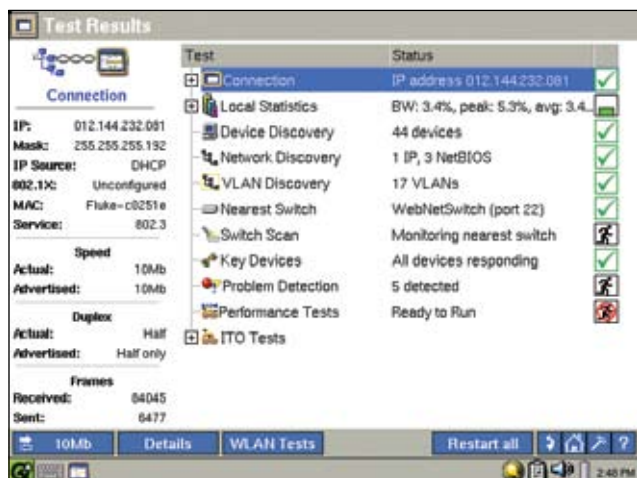 Test Results
Connection
IP: 012.144.232.081
Mask: 255.255.255.192
IP Source: DHCP
802.1X: Unconfigured
MAC: Fluke-c0251e
Service: 802.3
Speed
Actual: 10Mb
Advertised: 10Mb
Duplex
Actual: Half
Advertised: Half only
Frames
Received: 84045
Sent: 6477
Test Status
Connection IP address 012.144.232.081
Local Statistics BW: 3.4%, peak: 5.3%, avg: 3.4...
Device Discovery 44 devices
Network Discovery 1 IP, 3 NetBIOS
VLAN Discovery 17 VLANs
Nearest Switch WebNetSwitch (port 22)
Switch Scan Monitoring nearest switch
Key Devices All devices responding
Problem Detection 5 detected
Performance Tests Ready to Run
ITO Tests
10Mb Details WLAN Tests Restart all ?
2:48 PM